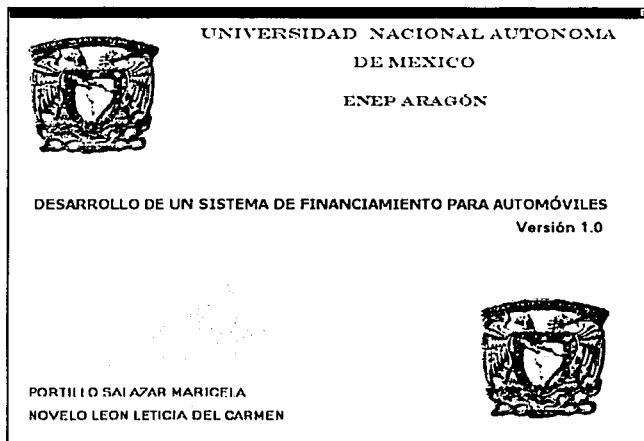 UNIVERSIDAD NACIONAL AUTONOMA
DE MEXICO
ENEP ARAGÓN
DESARROLLO DE UN SISTEMA DE FINANCIAMIENTO PARA AUTOMÓVILES
Versión 1.0
PORTILLO SALAZAR MARICELA
NOVELO LEON LETICIA DEL CARMEN